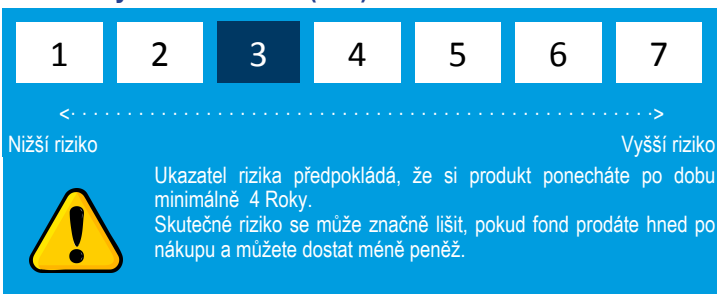 1 2 3 4 5 6 7
Nižší riziko Vyšší riziko
Ukazatel rizika předpokládá, že si produkt ponecháte po dobu
minimálně 4 Roky.
Skutečné riziko se může značně lišit, pokud fond prodáte hned po
nákupu a můžete dostat méně peněž.